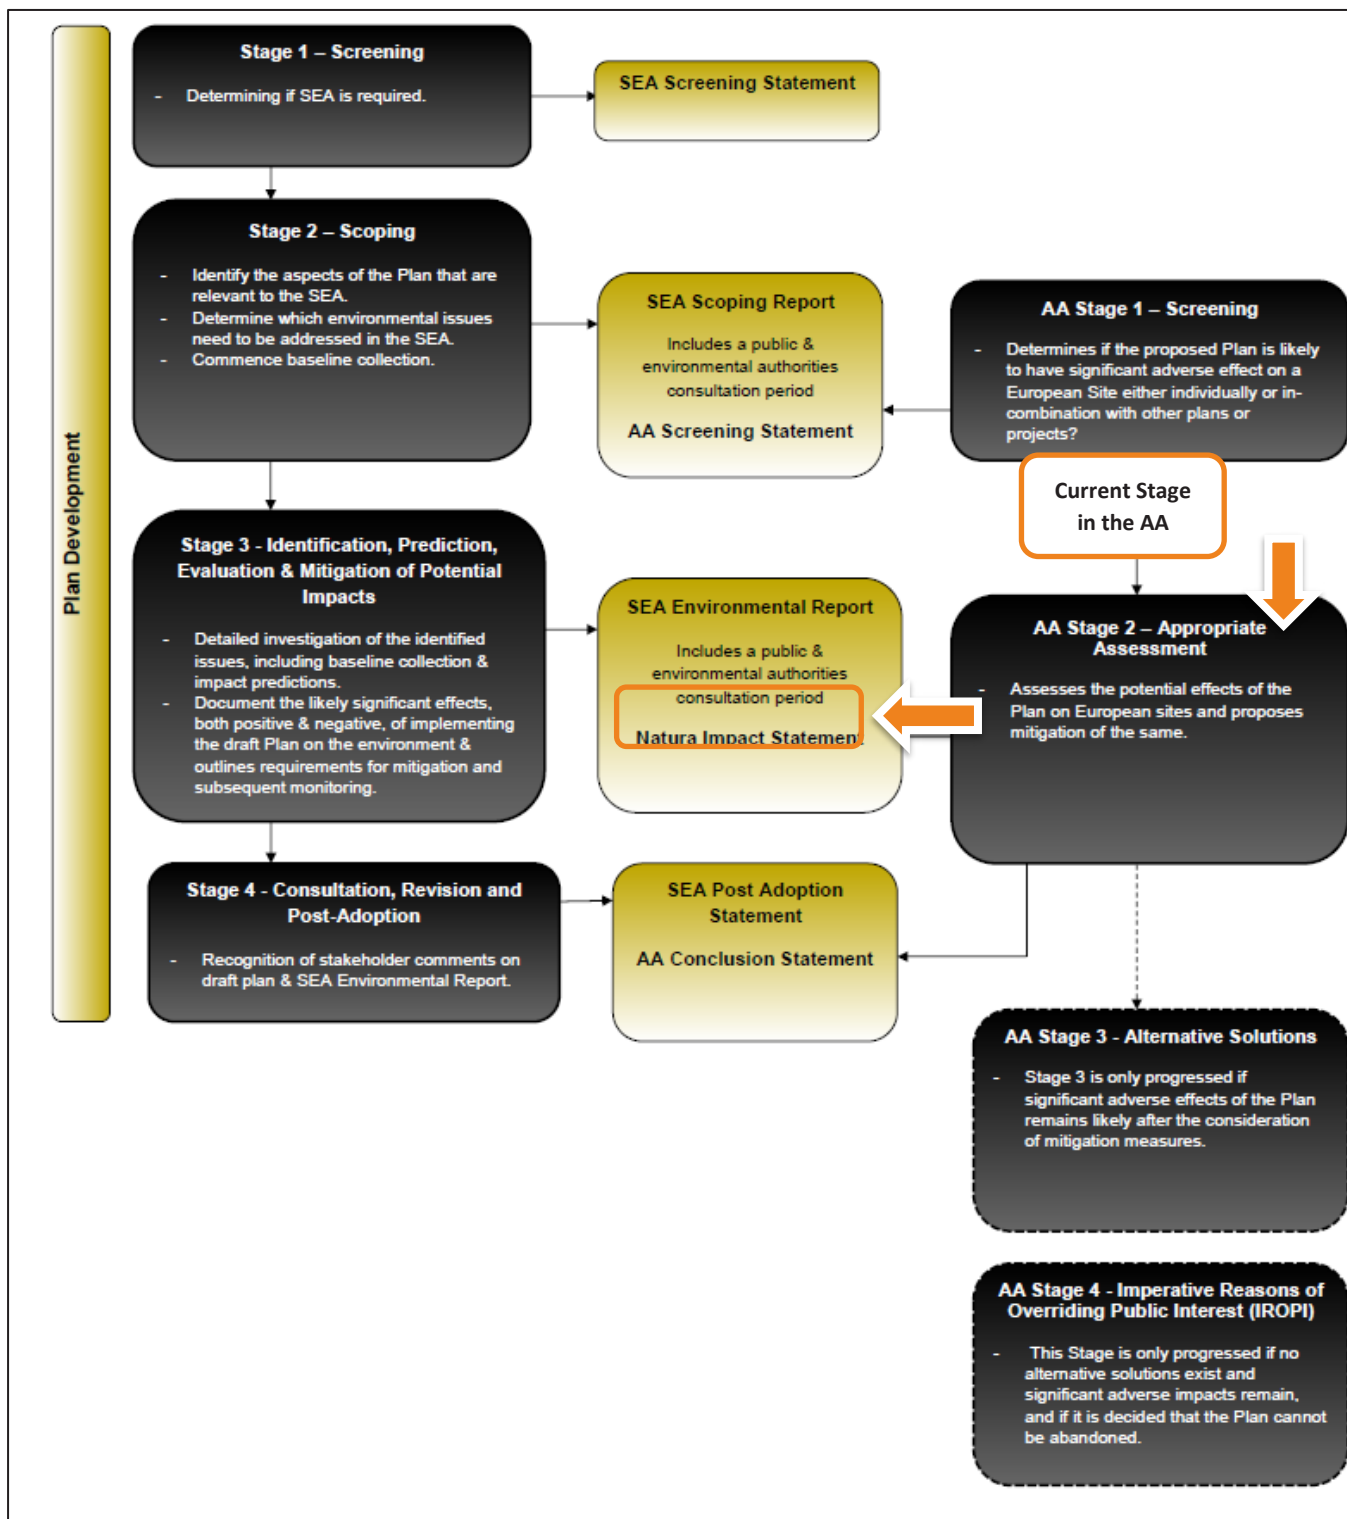 Plan Development
Stage 1 – Screening
- Determining if SEA is required.
SEA Screening Statement
Stage 2 – Scoping
- Identify the aspects of the Plan that are
relevant to the SEA.
- Determine which environmental issues
need to be addressed in the SEA.
- Commence baseline collection.
SEA Scoping Report
Includes a public &
environmental authorities
consultation period
AA Screening Statement
AA Stage 1 – Screening
- Determines if the proposed Plan is likely
to have significant adverse effect on a
European Site either individually or in-
combination with other plans or
projects?
Current Stage
in the AA
Stage 3 - Identification, Prediction,
Evaluation & Mitigation of Potential
Impacts
- Detailed investigation of the identified
issues, including baseline collection &
impact predictions.
- Document the likely significant effects,
both positive & negative, of implementing
the draft Plan on the environment &
outlines requirements for mitigation and
subsequent monitoring.
SEA Environmental Report
Includes a public &
environmental authorities
consultation period
Natura Impact Statement
AA Stage 2 – Appropriate
Assessment
- Assesses the potential effects of the
Plan on European sites and proposes
mitigation of the same.
Stage 4 - Consultation, Revision and
Post-Adoption
- Recognition of stakeholder comments on
draft plan & SEA Environmental Report.
SEA Post Adoption
Statement
AA Conclusion Statement
AA Stage 3 - Alternative Solutions
- Stage 3 is only progressed if
significant adverse effects of the Plan
remains likely after the consideration
of mitigation measures.
AA Stage 4 - Imperative Reasons of
Overriding Public Interest (IROPI)
- This Stage is only progressed if no
alternative solutions exist and
significant adverse impacts remain,
and if it is decided that the Plan cannot
be abandoned.